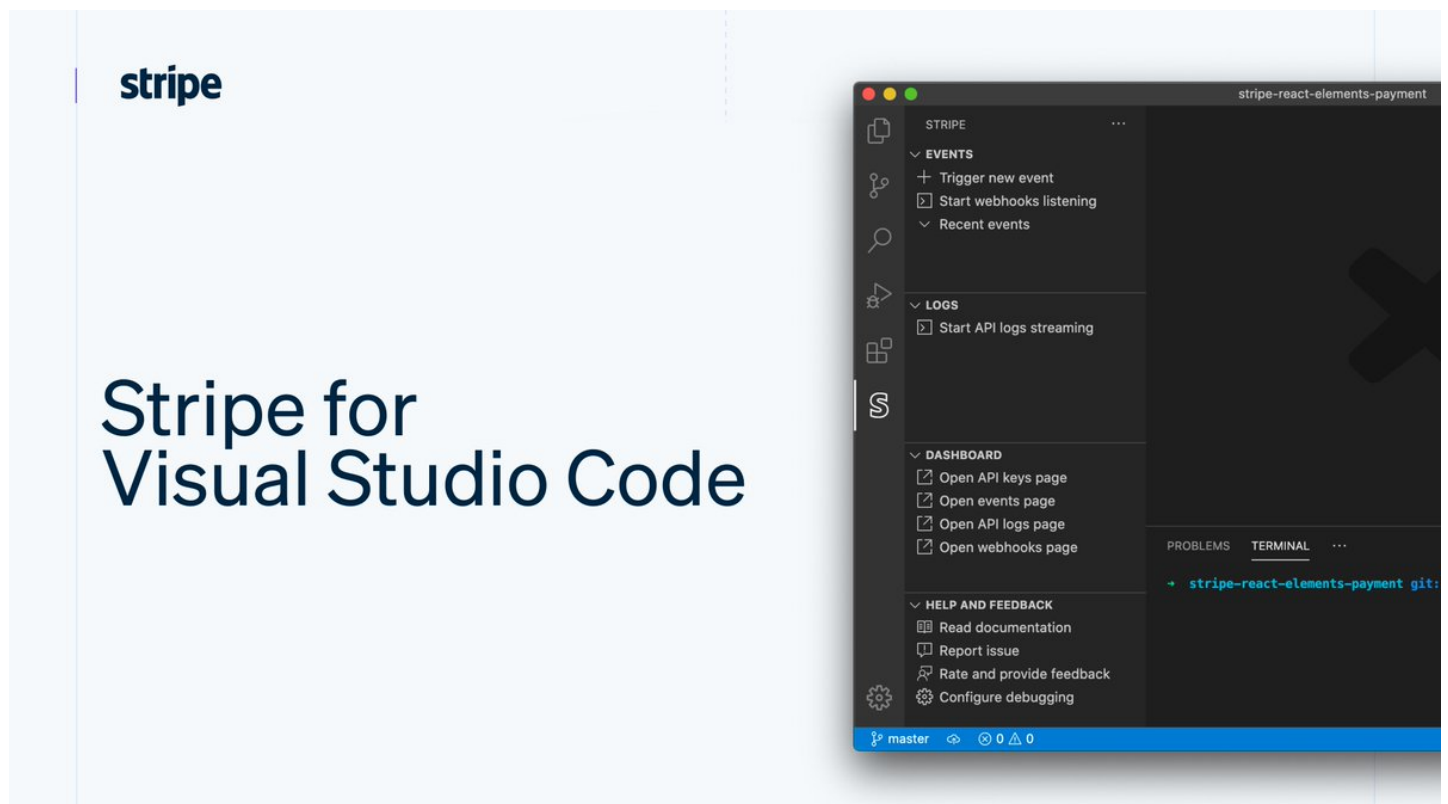 stripe
Stripe for
Visual Studio Code
stripe-react-elements-payment
STRIPE ···
EVENTS
Trigger new event
Start webhooks listening
Recent events
LOGS
Start API logs streaming
DASHBOARD
Open API keys page
Open events page
Open API logs page
Open webhooks page
HELP AND FEEDBACK
Read documentation
Report issue
Rate and provide feedback
Configure debugging
PROBLEMS TERMINAL ···
→ stripe-react-elements-payment git:
S
master 0 0